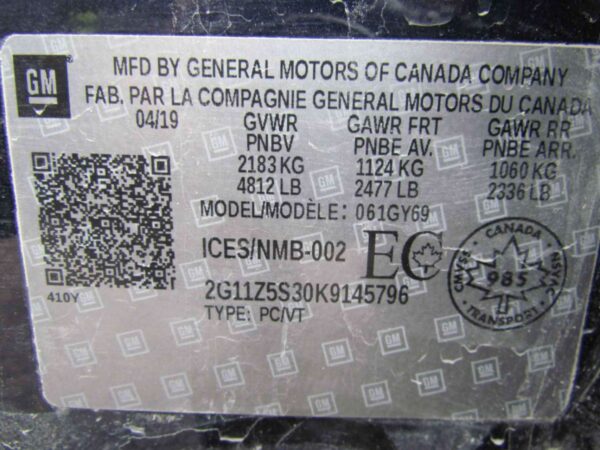 GM
MFD BY GENERAL MOTORS OF CANADA COMPANY
FAB. PAR LA COMPAGNIE GENERAL MOTORS DU CANADA
04/19 GVWR GAWR FRT GAWR RR
PNBV PNBE AV. PNBE ARR.
2183 KG 1124 KG 1060 KG
4812 LB 2477 LB 2336 LB
MODEL/MODÈLE: 061GY69
ICES/NMB-002 EC
CANADA
985
TRANSPORT
410Y
2G11Z5S30K9145796
TYPE: PC/VT